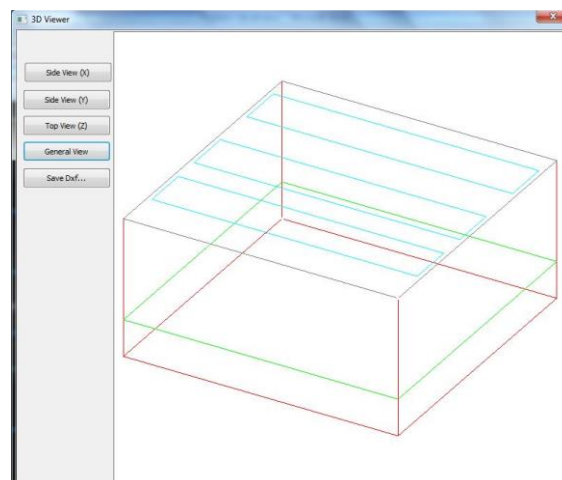 3D Viewer
Side View (X)
Side View (Y)
Top View (Z)
General View
Save Dxf...